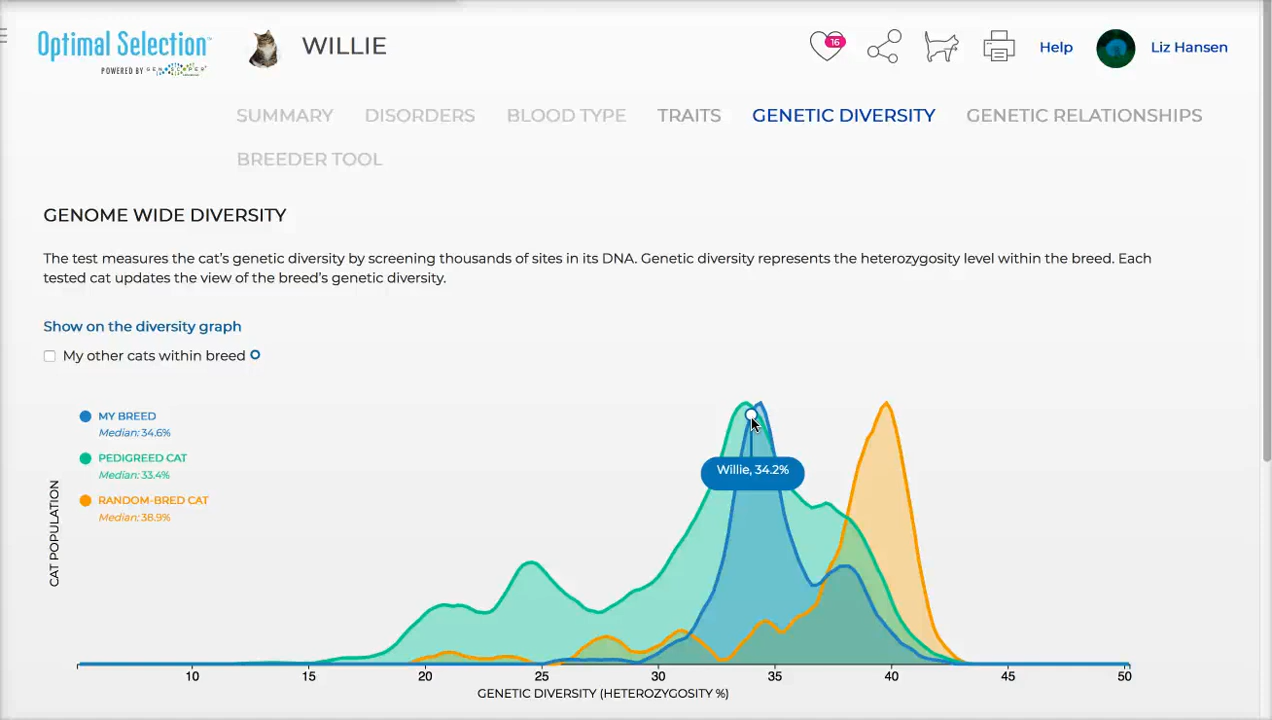 Optimal Selection™
POWERED BY GENOSCOPER
WILLIE
16
Help
Liz Hansen
SUMMARY
DISORDERS
BLOOD TYPE
TRAITS
GENETIC DIVERSITY
GENETIC RELATIONSHIPS
BREEDER TOOL
GENOME WIDE DIVERSITY
The test measures the cat's genetic diversity by screening thousands of sites in its DNA. Genetic diversity represents the heterozygosity level within the breed. Each
tested cat updates the view of the breed's genetic diversity.
Show on the diversity graph
My other cats within breed
MY BREED
Median: 34.6%
PEDIGREED CAT
Median: 33.4%
RANDOM-BRED CAT
Median: 38.9%
CAT POPULATION
Willie, 34.2%
10 15 20 25 30 35 40 45 50
GENETIC DIVERSITY (HETEROZYGOSITY %)